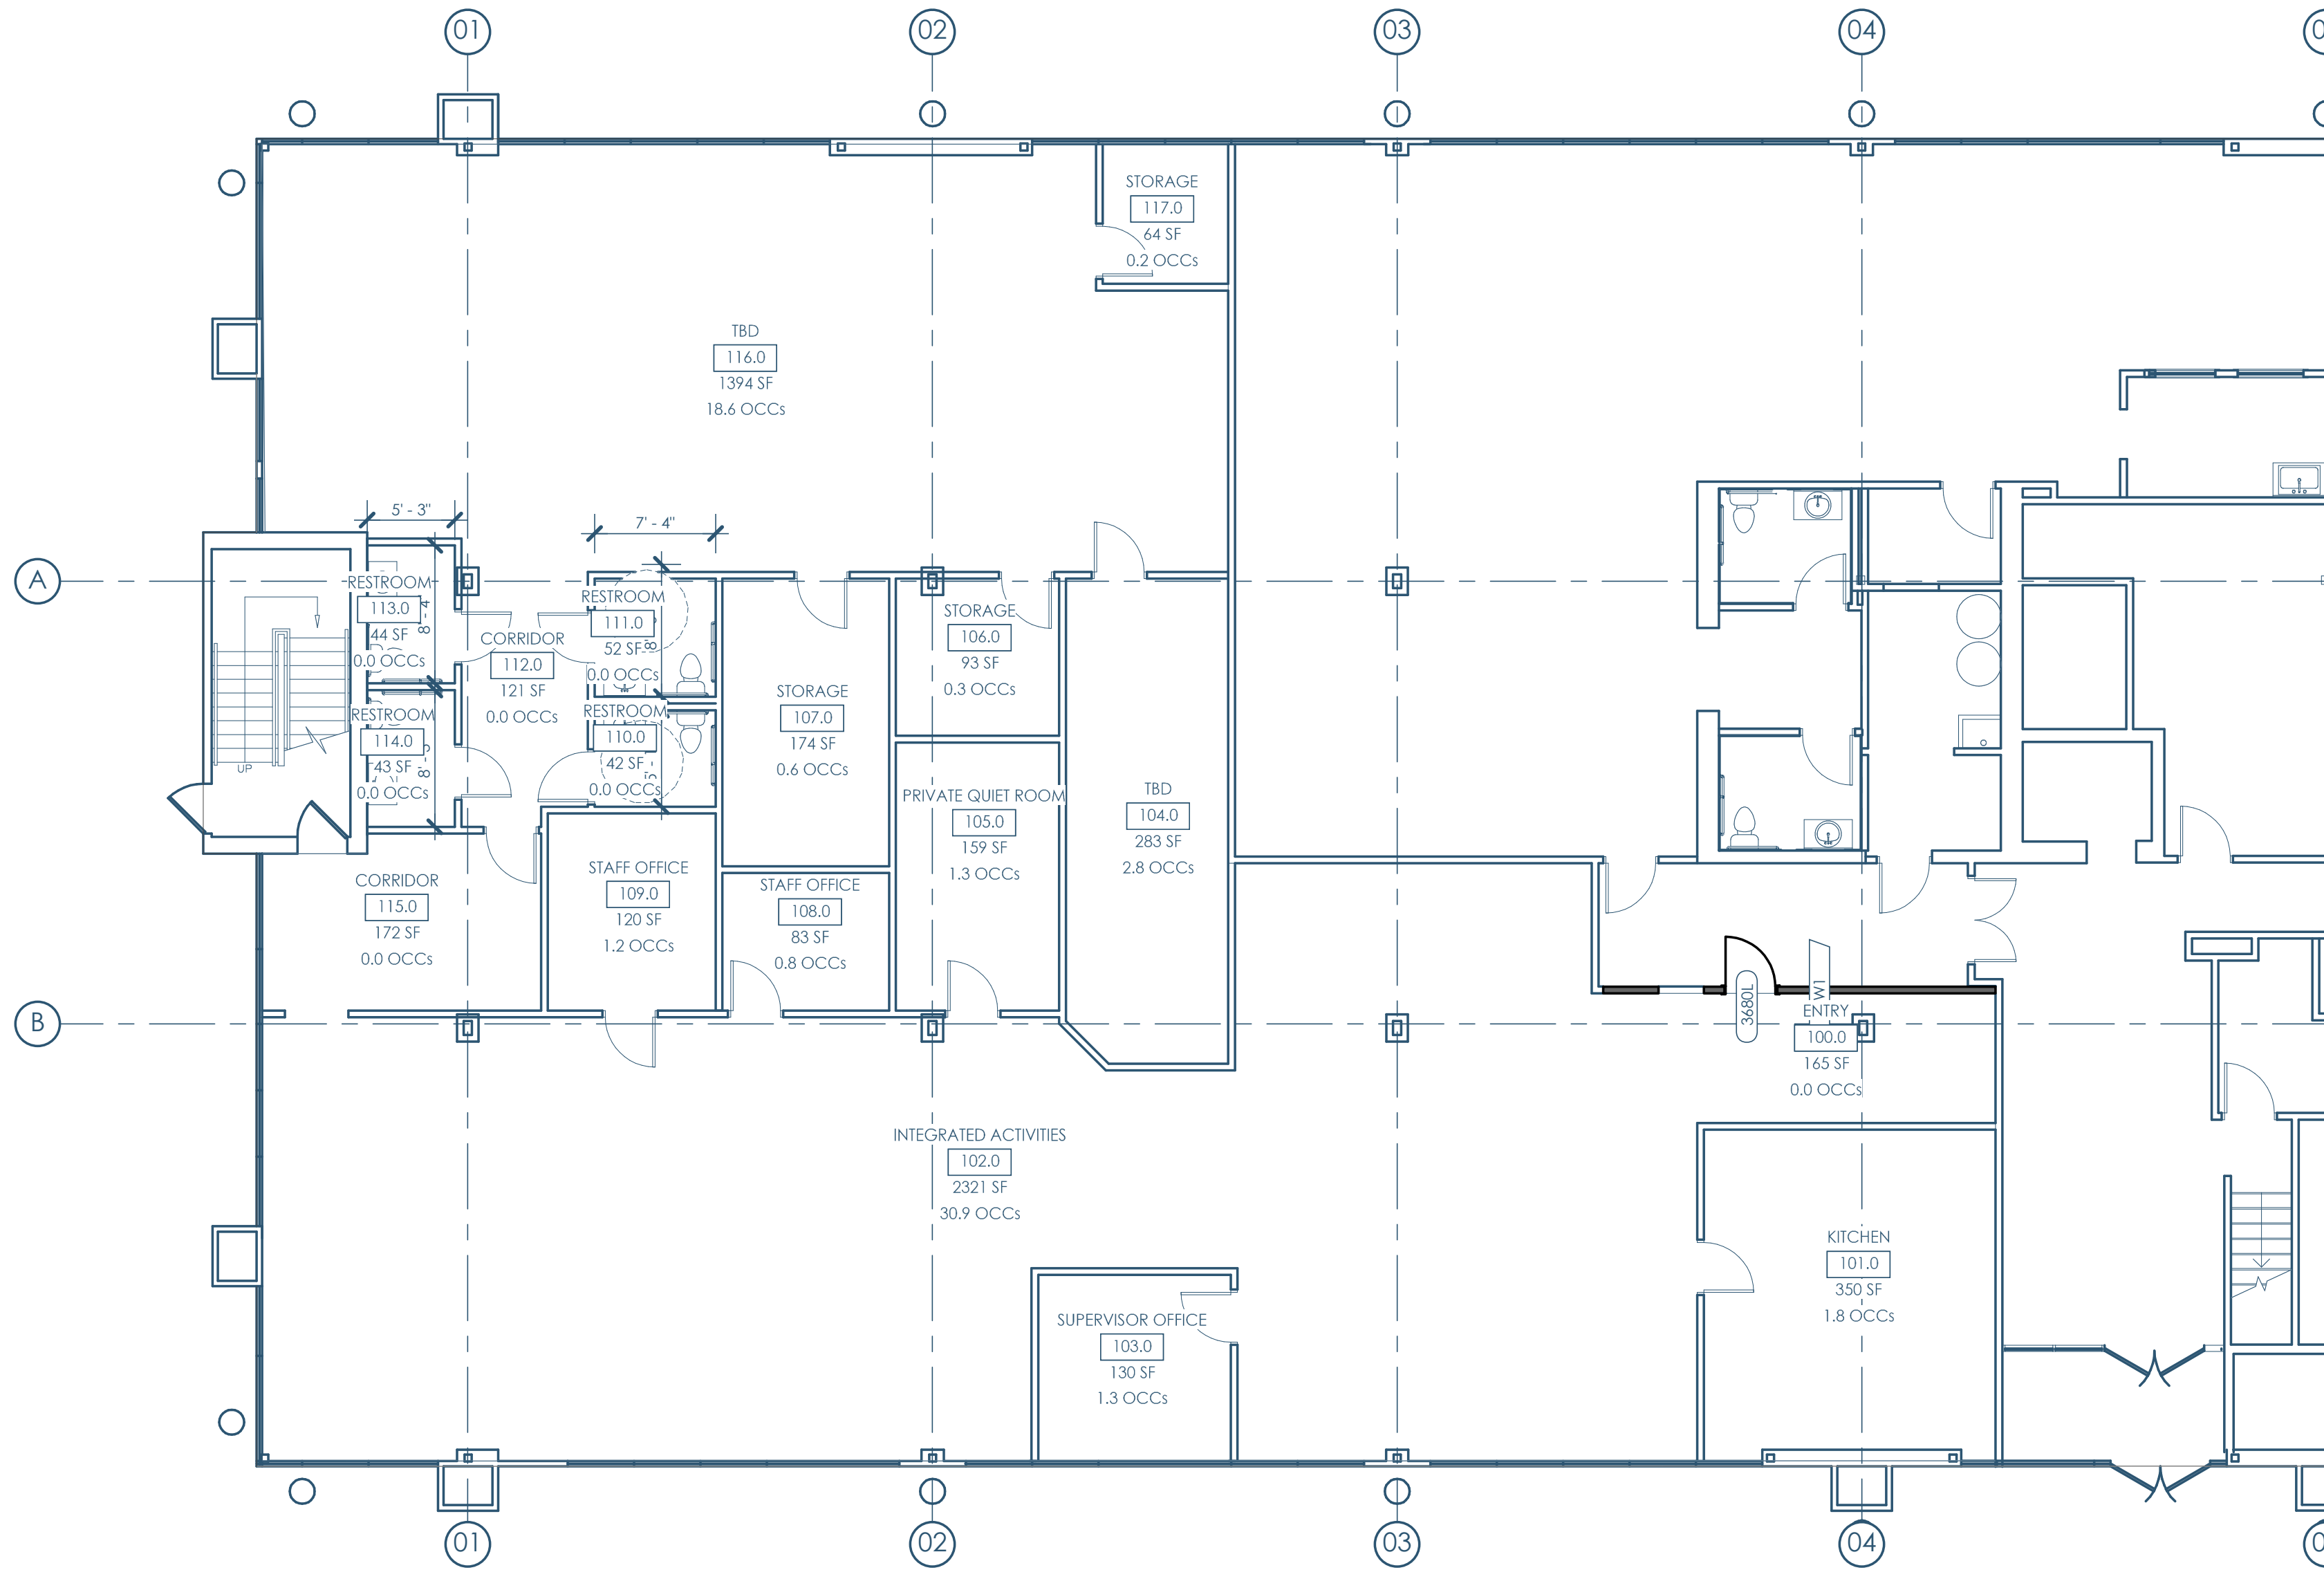 01
02
03
04
STORAGE
117.0
64 SF
0.2 OCCs
TBD
116.0
1394 SF
18.6 OCCs
5' - 3"
7' - 4"
A
RESTROOM
113.0
44 SF
0.0 OCCs
8' - 4
CORRIDOR
112.0
121 SF
0.0 OCCs
RESTROOM
111.0
52 SF
0.0 OCCs
STORAGE
106.0
93 SF
0.3 OCCs
STORAGE
107.0
174 SF
0.6 OCCs
RESTROOM
114.0
43 SF
0.0 OCCs
RESTROOM
110.0
42 SF
0.0 OCCs
UP
PRIVATE QUIET ROOM
105.0
159 SF
1.3 OCCs
TBD
104.0
283 SF
2.8 OCCs
CORRIDOR
115.0
172 SF
0.0 OCCs
STAFF OFFICE
109.0
120 SF
1.2 OCCs
STAFF OFFICE
108.0
83 SF
0.8 OCCs
B
3680L
W1
ENTRY
100.0
165 SF
0.0 OCCs
INTEGRATED ACTIVITIES
102.0
2321 SF
30.9 OCCs
KITCHEN
101.0
350 SF
1.8 OCCs
SUPERVISOR OFFICE
103.0
130 SF
1.3 OCCs
01
02
03
04